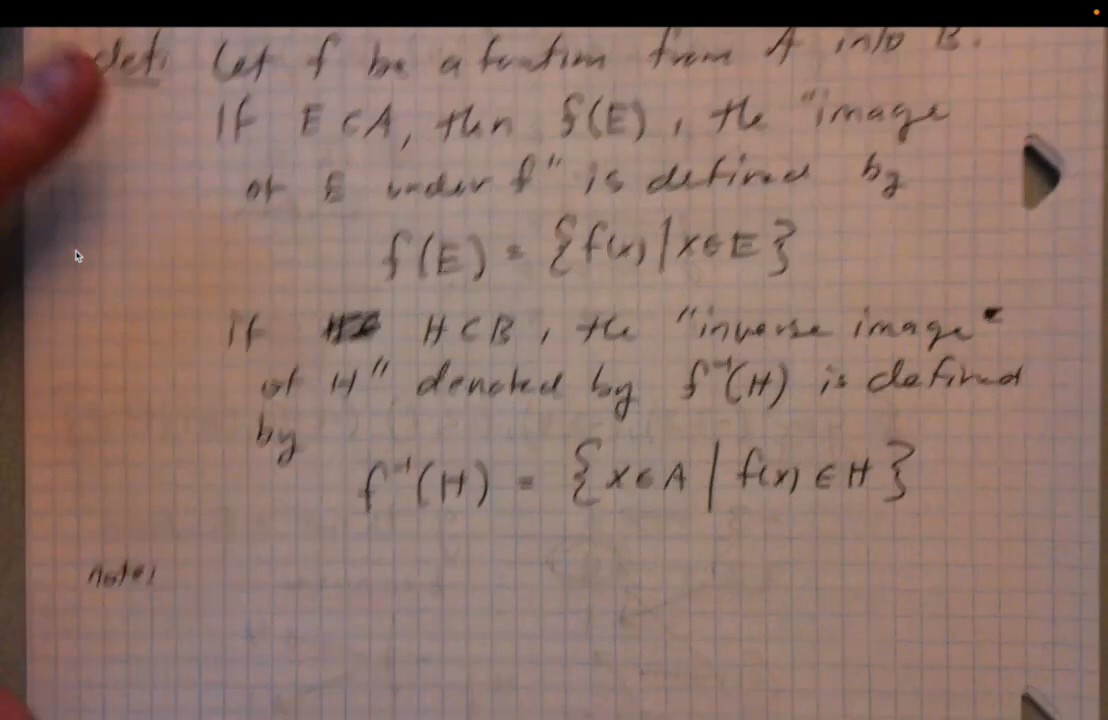 def: Let f be a function from A into B.
If E ⊂ A, then f(E), the "image
of E under f" is defined by
f(E) = {f(x) | x ∈ E}
If H ⊂ B, the "inverse image
of H" denoted by f⁻¹(H) is defined
by
f⁻¹(H) = {x ∈ A | f(x) ∈ H}
note: